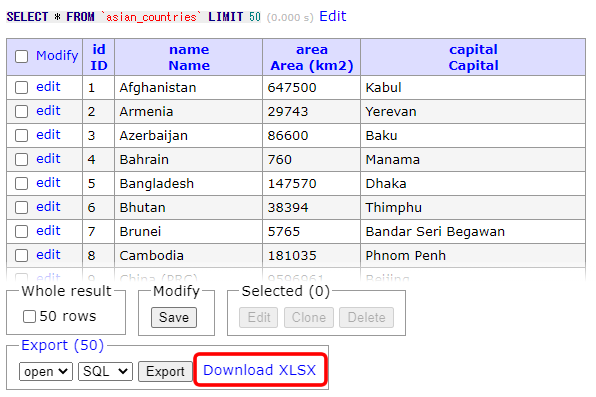 SELECT * FROM `asian_countries` LIMIT 50 (0.000 s) Edit
Modify id name area capital
ID Name Area (km2) Capital
edit 1 Afghanistan 647500 Kabul
edit 2 Armenia 29743 Yerevan
edit 3 Azerbaijan 86600 Baku
edit 4 Bahrain 760 Manama
edit 5 Bangladesh 147570 Dhaka
edit 6 Bhutan 38394 Thimphu
edit 7 Brunei 5765 Bandar Seri Begawan
edit 8 Cambodia 181035 Phnom Penh
edit 9 China (PRC) 9596961 Beijing
Whole result Modify Selected (0)
50 rows Save Edit Clone Delete
Export (50)
open SQL Export Download XLSX